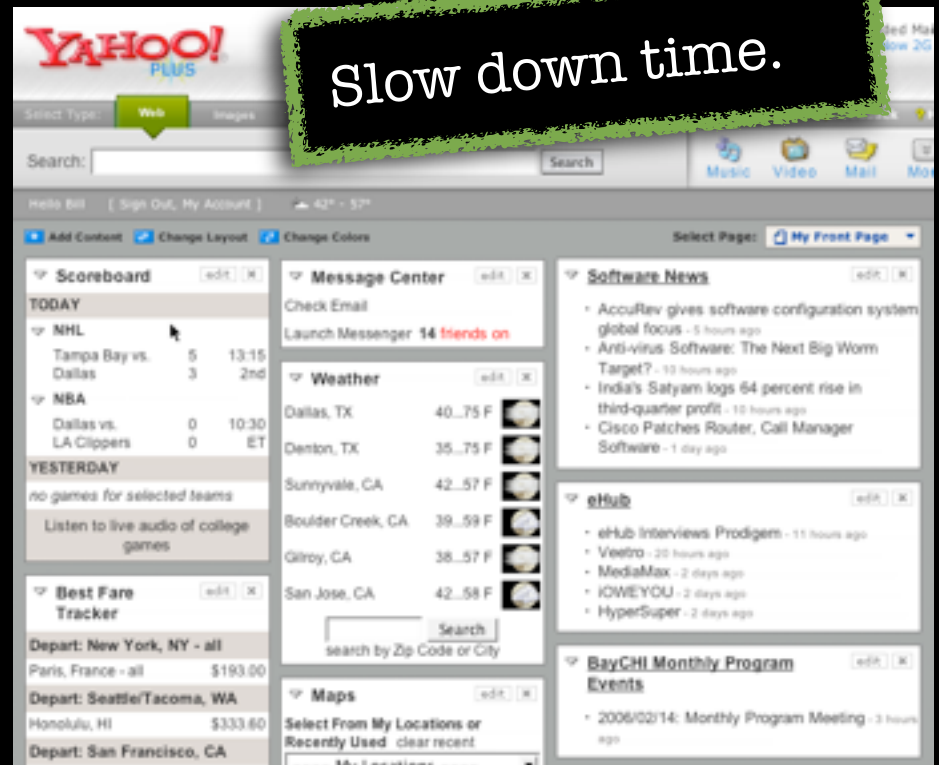 YAHOO!
PLUS
Slow down time.
Select Type: Web Images
Search: Search
Music Video Mail
Hello Bill [ Sign Out, My Account ] 42° - 57°
Add Content Change Layout Change Colors
Select Page: My Front Page
Scoreboard edit
TODAY
NHL
Tampa Bay vs. 5 13:15
Dallas 3 2nd
NBA
Dallas vs. 0 10:30
LA Clippers 0 ET
YESTERDAY
no games for selected teams
Listen to live audio of college
games
Best Fare edit
Tracker
Depart: New York, NY - all
Paris, France - all $193.00
Depart: Seattle/Tacoma, WA
Honolulu, HI $333.60
Depart: San Francisco, CA
Message Center edit
Check Email
Launch Messenger 14 friends on
Weather edit
Dallas, TX 40...75 F
Denton, TX 35...75 F
Sunnyvale, CA 42...57 F
Boulder Creek, CA 39...59 F
Gilroy, CA 38...57 F
San Jose, CA 42...58 F
Search
search by Zip Code or City
Maps edit
Select From My Locations or
Recently Used clear recent
My Locations
Software News edit
AccuRev gives software configuration system
global focus - 5 hours ago
Anti-virus Software: The Next Big Worm
Target? - 10 hours ago
India's Satyam logs 64 percent rise in
third-quarter profit - 10 hours ago
Cisco Patches Router, Call Manager
Software - 1 day ago
eHub edit
eHub Interviews Prodigem - 11 hours ago
Veetro - 20 hours ago
MediaMax - 2 days ago
iOWEYOU - 2 days ago
HyperSuper - 2 days ago
BayCHI Monthly Program edit
Events
2006/02/14: Monthly Program Meeting - 3 hours
ago